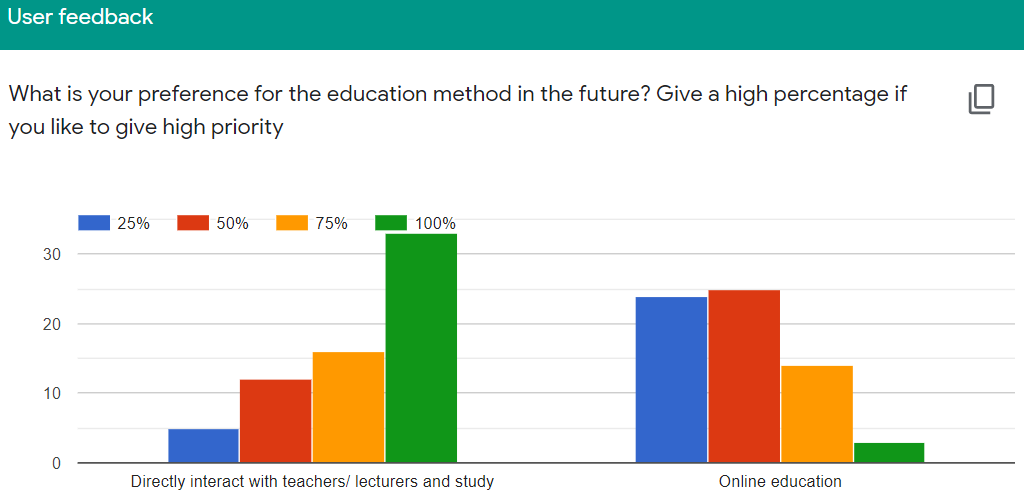 User feedback
What is your preference for the education method in the future? Give a high percentage if
you like to give high priority
25% 50% 75% 100%
30
20
10
0
Directly interact with teachers/ lecturers and study
Online education